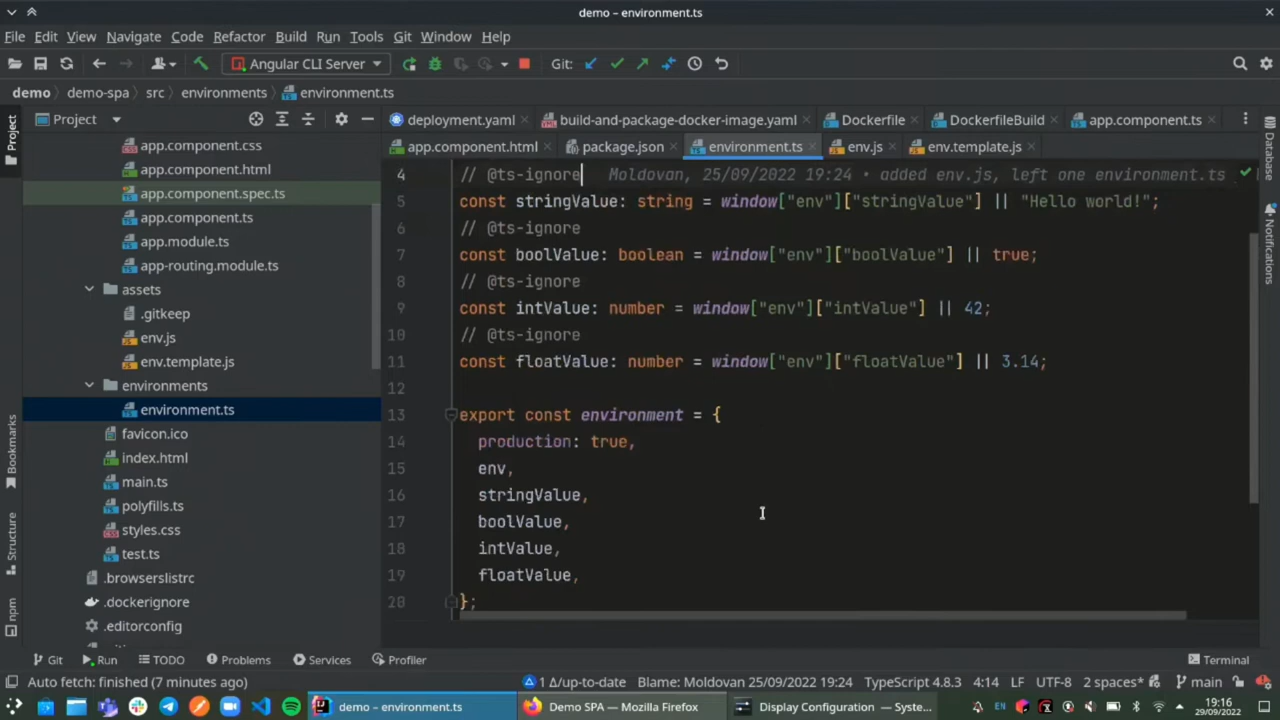 demo – environment.ts
File Edit View Navigate Code Refactor Build Run Tools Git Window Help
Angular CLI Server Git:
demo demo-spa src environments environment.ts
Project deployment.yaml build-and-package-docker-image.yaml Dockerfile DockerfileBuild app.component.ts
app.component.html package.json environment.ts env.js env.template.js
Project
Bookmarks
Structure
npm
app.component.css
app.component.html
app.component.spec.ts
app.component.ts
app.module.ts
app-routing.module.ts
assets
.gitkeep
env.js
env.template.js
environments
environment.ts
favicon.ico
index.html
main.ts
polyfills.ts
styles.css
test.ts
.browserslistrc
.dockerignore
.editorconfig
4 // @ts-ignore Moldovan, 25/09/2022 19:24 • added env.js, left one environment.ts
5 const stringValue: string = window["env"]["stringValue"] || "Hello world!";
6 // @ts-ignore
7 const boolValue: boolean = window["env"]["boolValue"] || true;
8 // @ts-ignore
9 const intValue: number = window["env"]["intValue"] || 42;
10 // @ts-ignore
11 const floatValue: number = window["env"]["floatValue"] || 3.14;
12
13 export const environment = {
14 production: true,
15 env,
16 stringValue,
17 boolValue,
18 intValue,
19 floatValue,
20 };
Database
Notifications
Git Run TODO Problems Services Profiler Terminal
Auto fetch: finished (7 minutes ago) 1 Δ/up-to-date Blame: Moldovan 25/09/2022 19:24 TypeScript 4.8.3 4:14 LF UTF-8 2 spaces* main
demo – environment.ts Demo SPA — Mozilla Firefox Display Configuration — Syste... EN 19:16
29/09/2022